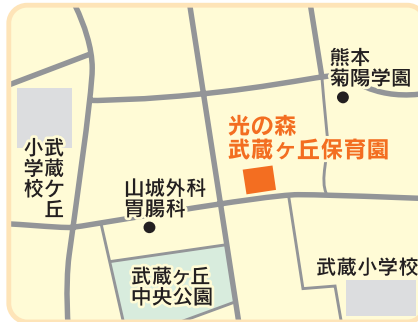 熊本
菊陽学園
光の森
武蔵ヶ丘保育園
武蔵ケ丘
小学校
山城外科
胃腸科
武蔵ケ丘
中央公園
武蔵小学校